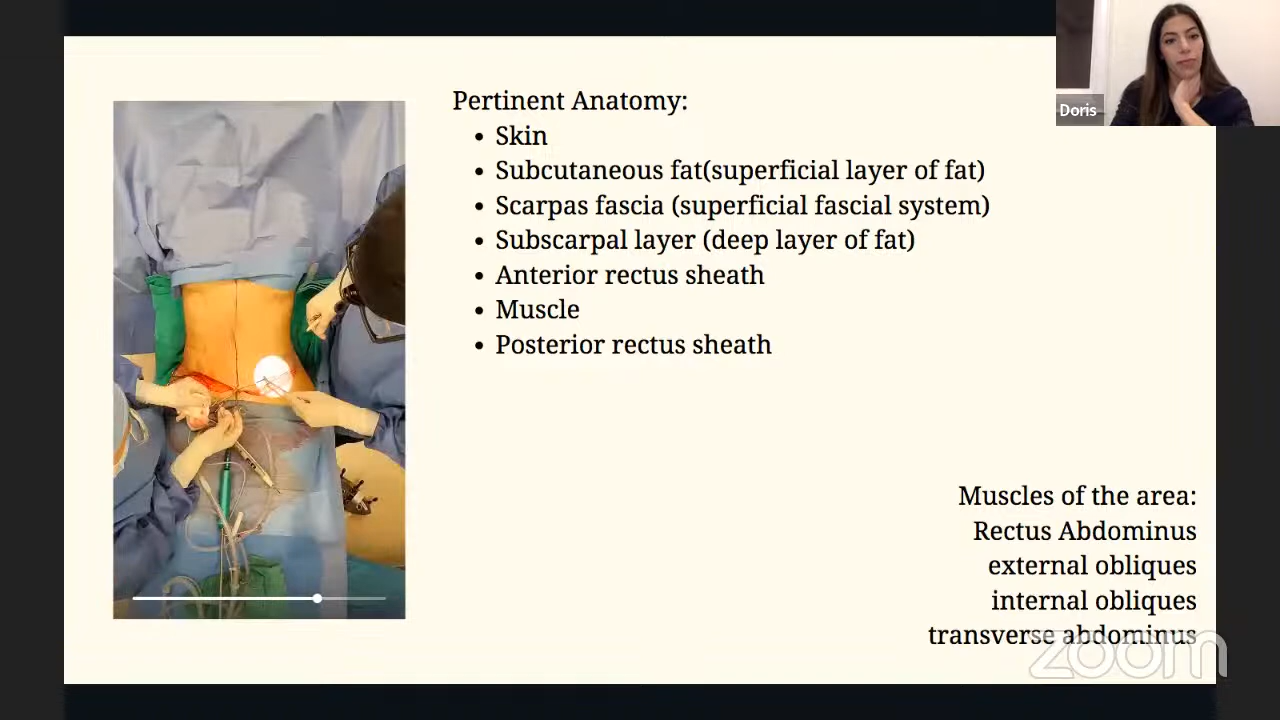 Pertinent Anatomy:
• Skin
• Subcutaneous fat(superficial layer of fat)
• Scarpas fascia (superficial fascial system)
• Subscarpal layer (deep layer of fat)
• Anterior rectus sheath
• Muscle
• Posterior rectus sheath
Doris
Muscles of the area:
Rectus Abdominus
external obliques
internal obliques
transverse abdominus
zoom